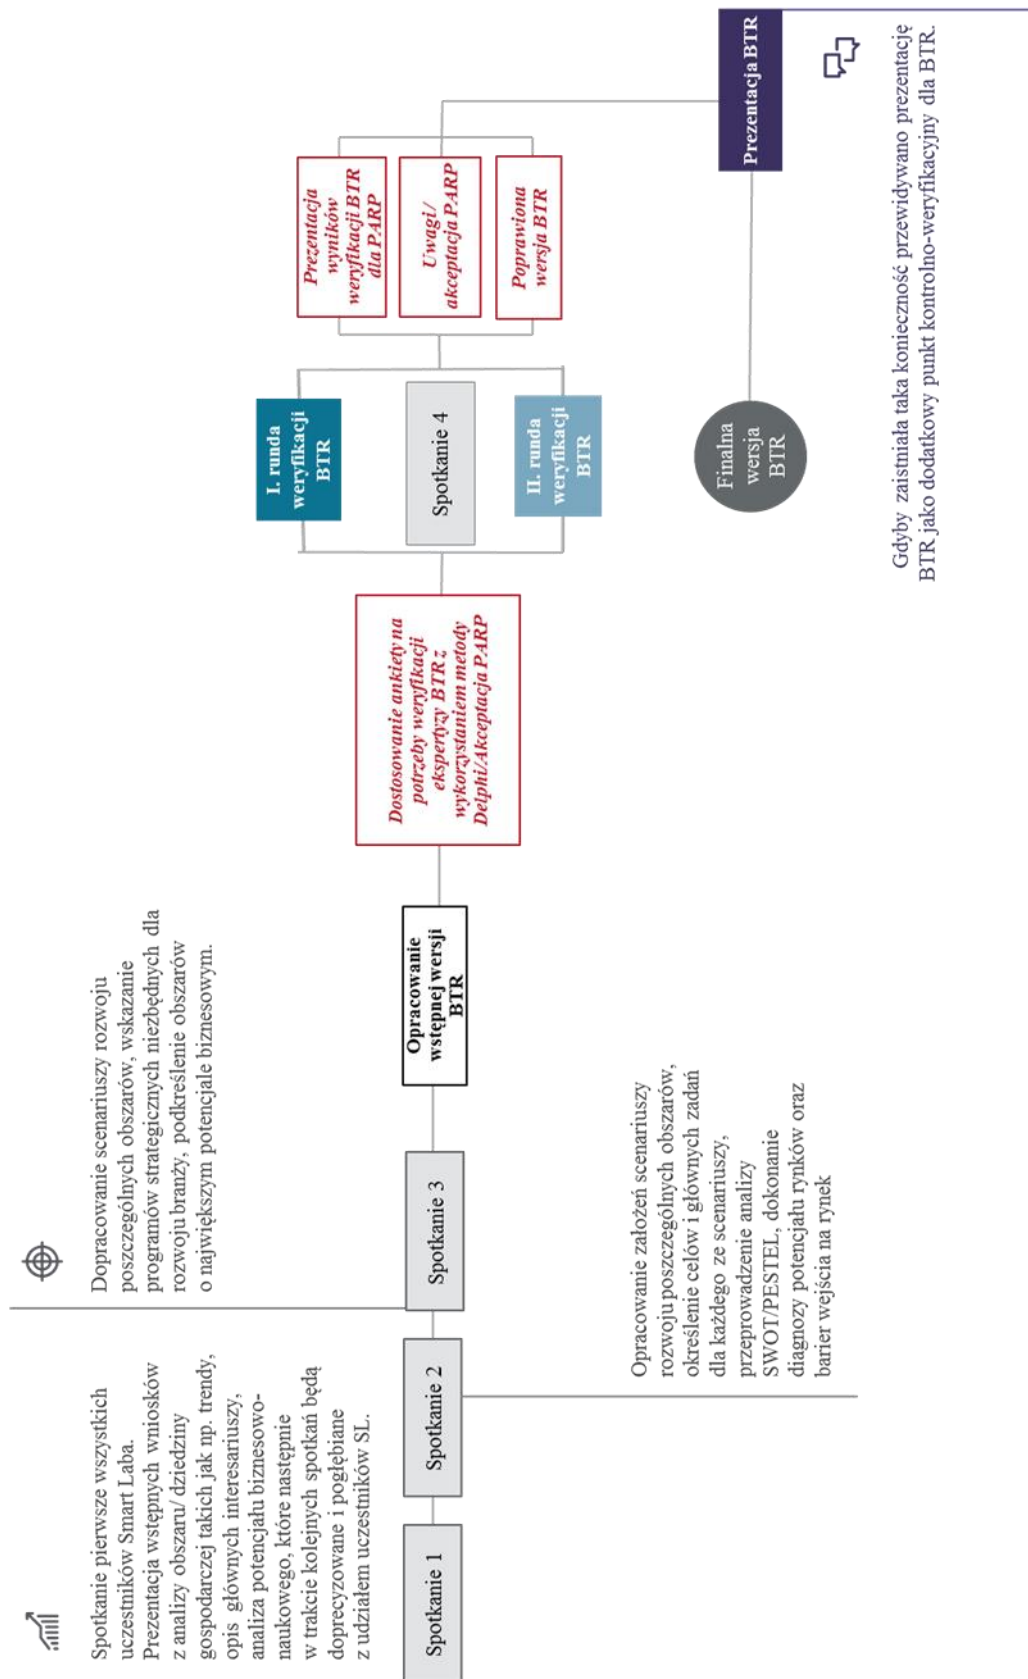 Spotkanie pierwsze wszystkich
uczestników Smart Laba.
Prezentacja wstępnych wniosków
z analizy obszaru/ dziedziny
gospodarczej takich jak np. trendy,
opis głównych interesariuszy,
analiza potencjału biznesowo-
naukowego, które następnie
w trakcie kolejnych spotkań będą
doprecyzowane i pogłębiane
z udziałem uczestników SL.
Dopracowanie scenariuszy rozwoju
poszczególnych obszarów, wskazanie
programów strategicznych niezbędnych dla
rozwoju branży, podkreślenie obszarów
o największym potencjale biznesowym.
Spotkanie 1
Spotkanie 2
Spotkanie 3
Opracowanie
wstępnej wersji
BTR
Dostosowanie ankiety na
potrzeby weryfikacji
ekspertyzy BTR z
wykorzystaniem metody
Delphi/Akceptacja PARP
I. runda
weryfikacji
BTR
Spotkanie 4
II. runda
weryfikacji
BTR
Prezentacja
wyników
weryfikacji BTR
dla PARP
Uwagi/
akceptacja PARP
Poprawiona
wersja BTR
Opracowanie założeń scenariuszy
rozwoju poszczególnych obszarów,
określenie celów i głównych zadań
dla każdego ze scenariuszy,
przeprowadzenie analizy
SWOT/PESTEL, dokonanie
diagnozy potencjału rynków oraz
barier wejścia na rynek
Finalna
wersja
BTR
Prezentacja BTR
Gdyby zaistniała taka konieczność przewidywano prezentację
BTR jako dodatkowy punkt kontrolno-weryfikacyjny dla BTR.